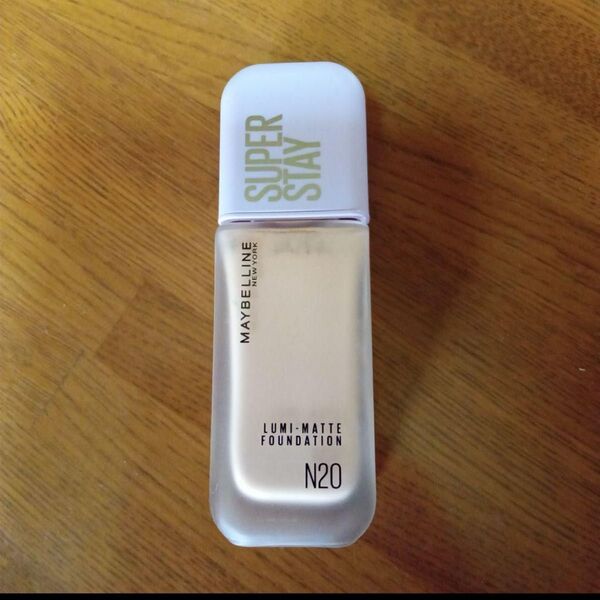 SUPER
STAY
MAYBELLINE
NEW YORK
LUMI-MATTE
FOUNDATION
N20